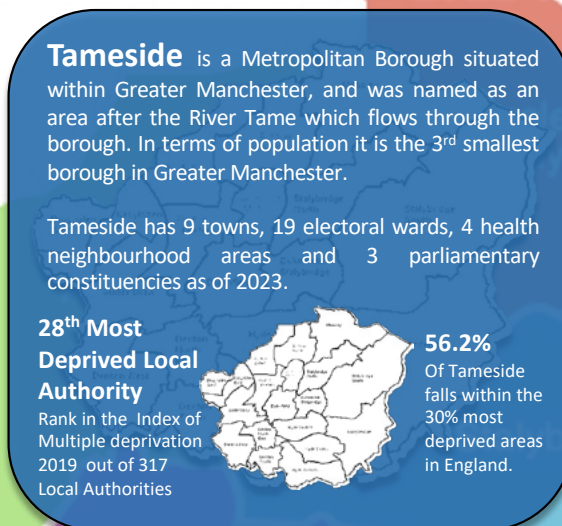 Tameside is a Metropolitan Borough situated
within Greater Manchester, and was named as an
area after the River Tame which flows through the
borough. In terms of population it is the 3rd smallest
borough in Greater Manchester.
Tameside has 9 towns, 19 electoral wards, 4 health
neighbourhood areas and 3 parliamentary
constituencies as of 2023.
28th Most
Deprived Local
Authority
Rank in the Index of
Multiple deprivation
2019 out of 317
Local Authorities
56.2%
Of Tameside
falls within the
30% most
deprived areas
in England.